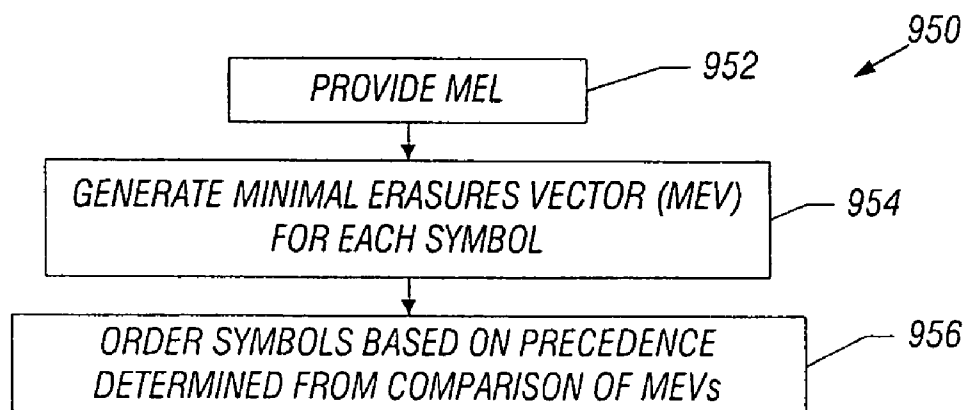 950
PROVIDE MEL
952
GENERATE MINIMAL ERASURES VECTOR (MEV)
FOR EACH SYMBOL
954
ORDER SYMBOLS BASED ON PRECEDENCE
DETERMINED FROM COMPARISON OF MEVs
956